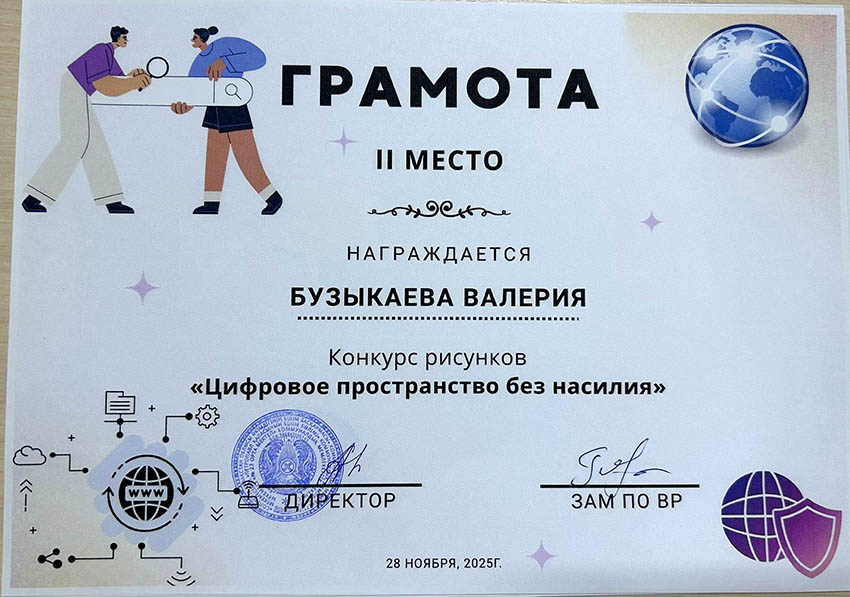 ГРАМОТА
II МЕСТО
НАГРАЖДАЕТСЯ
БУЗЫКАЕВА ВАЛЕРИЯ
Конкурс рисунков
«Цифровое пространство без насилия»
WWW
ДИРЕКТОР
ЗАМ ПО ВР
28 НОЯБРЯ, 2025Г.